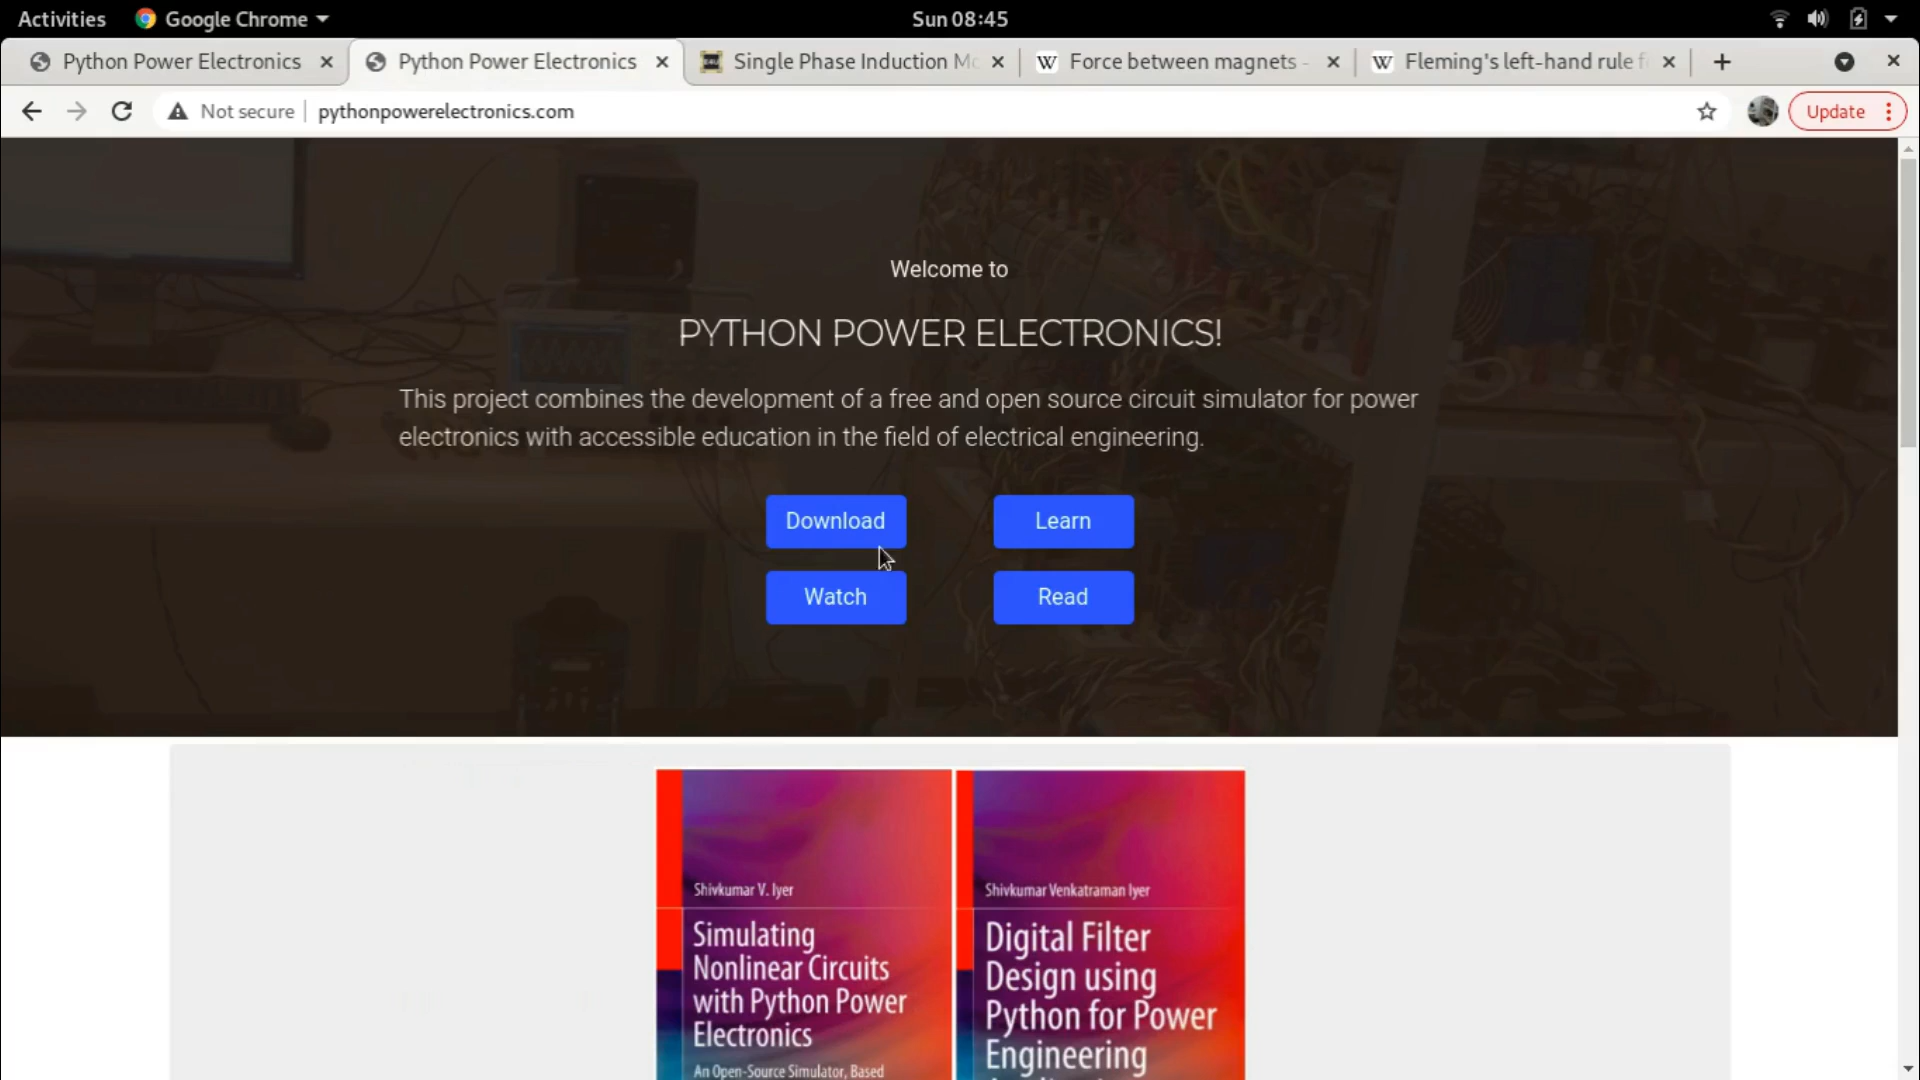 Activities
Google Chrome
Sun 08:45
Python Power Electronics
Python Power Electronics
Single Phase Induction Mo
Force between magnets -
Fleming's left-hand rule f
Not secure
pythonpowerelectronics.com
Update
Welcome to
PYTHON POWER ELECTRONICS!
This project combines the development of a free and open source circuit simulator for power
electronics with accessible education in the field of electrical engineering.
Download
Learn
Watch
Read
Shivkumar V. Iyer
Simulating
Nonlinear Circuits
with Python Power
Electronics
An Open-Source Simulator, Based
Shivkumar Venkatraman Iyer
Digital Filter
Design using
Python for Power
Engineering